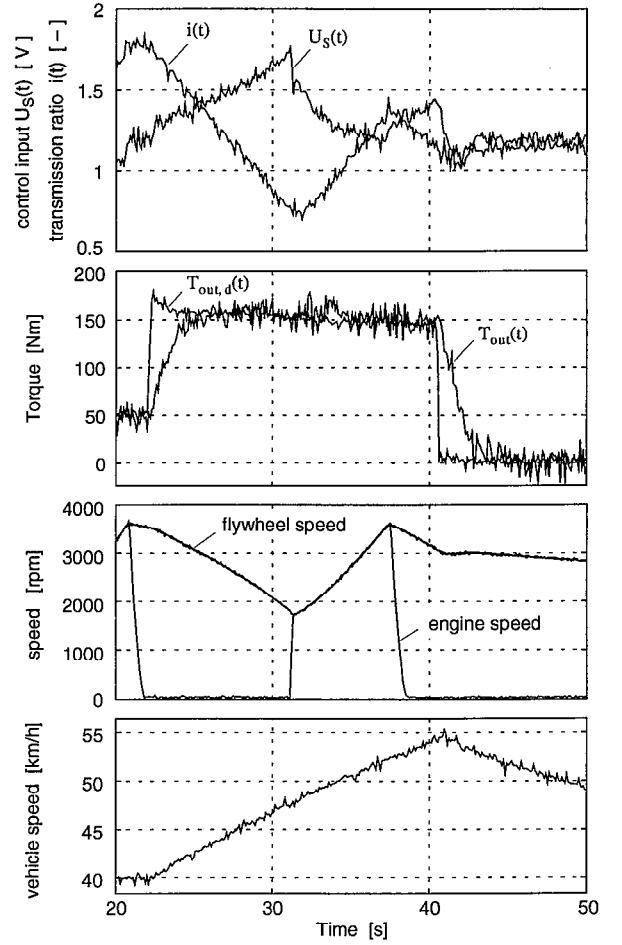 control input U_S(t) [ V ]
transmission ratio i(t) [ – ]
2
1.5
1
0.5
i(t)
U_S(t)
Torque [Nm]
200
150
100
50
0
T_out, d(t)
T_out(t)
speed [rpm]
4000
3000
2000
1000
0
flywheel speed
engine speed
vehicle speed [km/h]
55
50
45
40
20
30
40
50
Time [s]